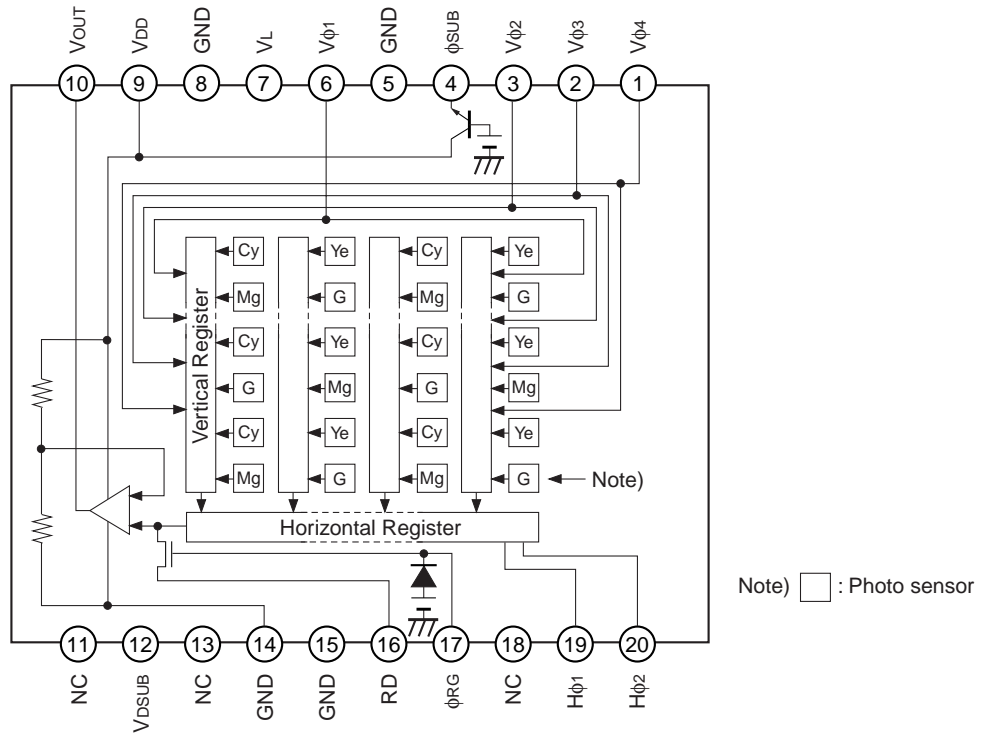 VOUT VDD GND VL Vφ1 GND φSUB Vφ2 Vφ3 Vφ4
10 9 8 7 6 5 4 3 2 1
Cy Ye Cy Ye
Mg G Mg G
Cy Ye Cy Ye
G Mg G Mg
Cy Ye Cy Ye
Mg G Mg G
Vertical Register
Note)
Horizontal Register
Note) : Photo sensor
11 12 13 14 15 16 17 18 19 20
NC VDSUB NC GND GND RD φRG NC Hφ1 Hφ2